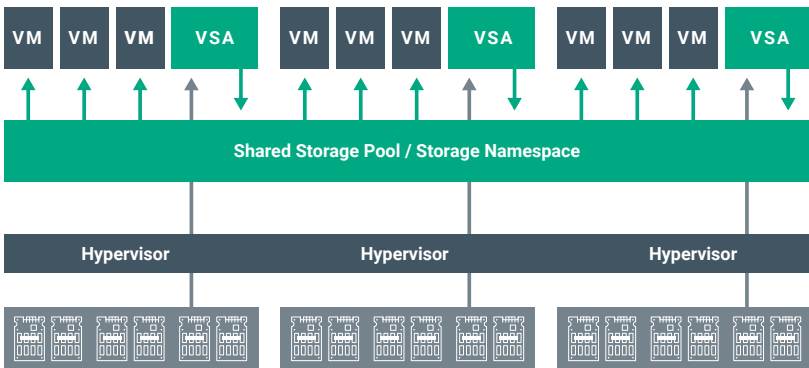 VM VM VM VSA VM VM VM VSA VM VM VM VSA
Shared Storage Pool / Storage Namespace
Hypervisor Hypervisor Hypervisor